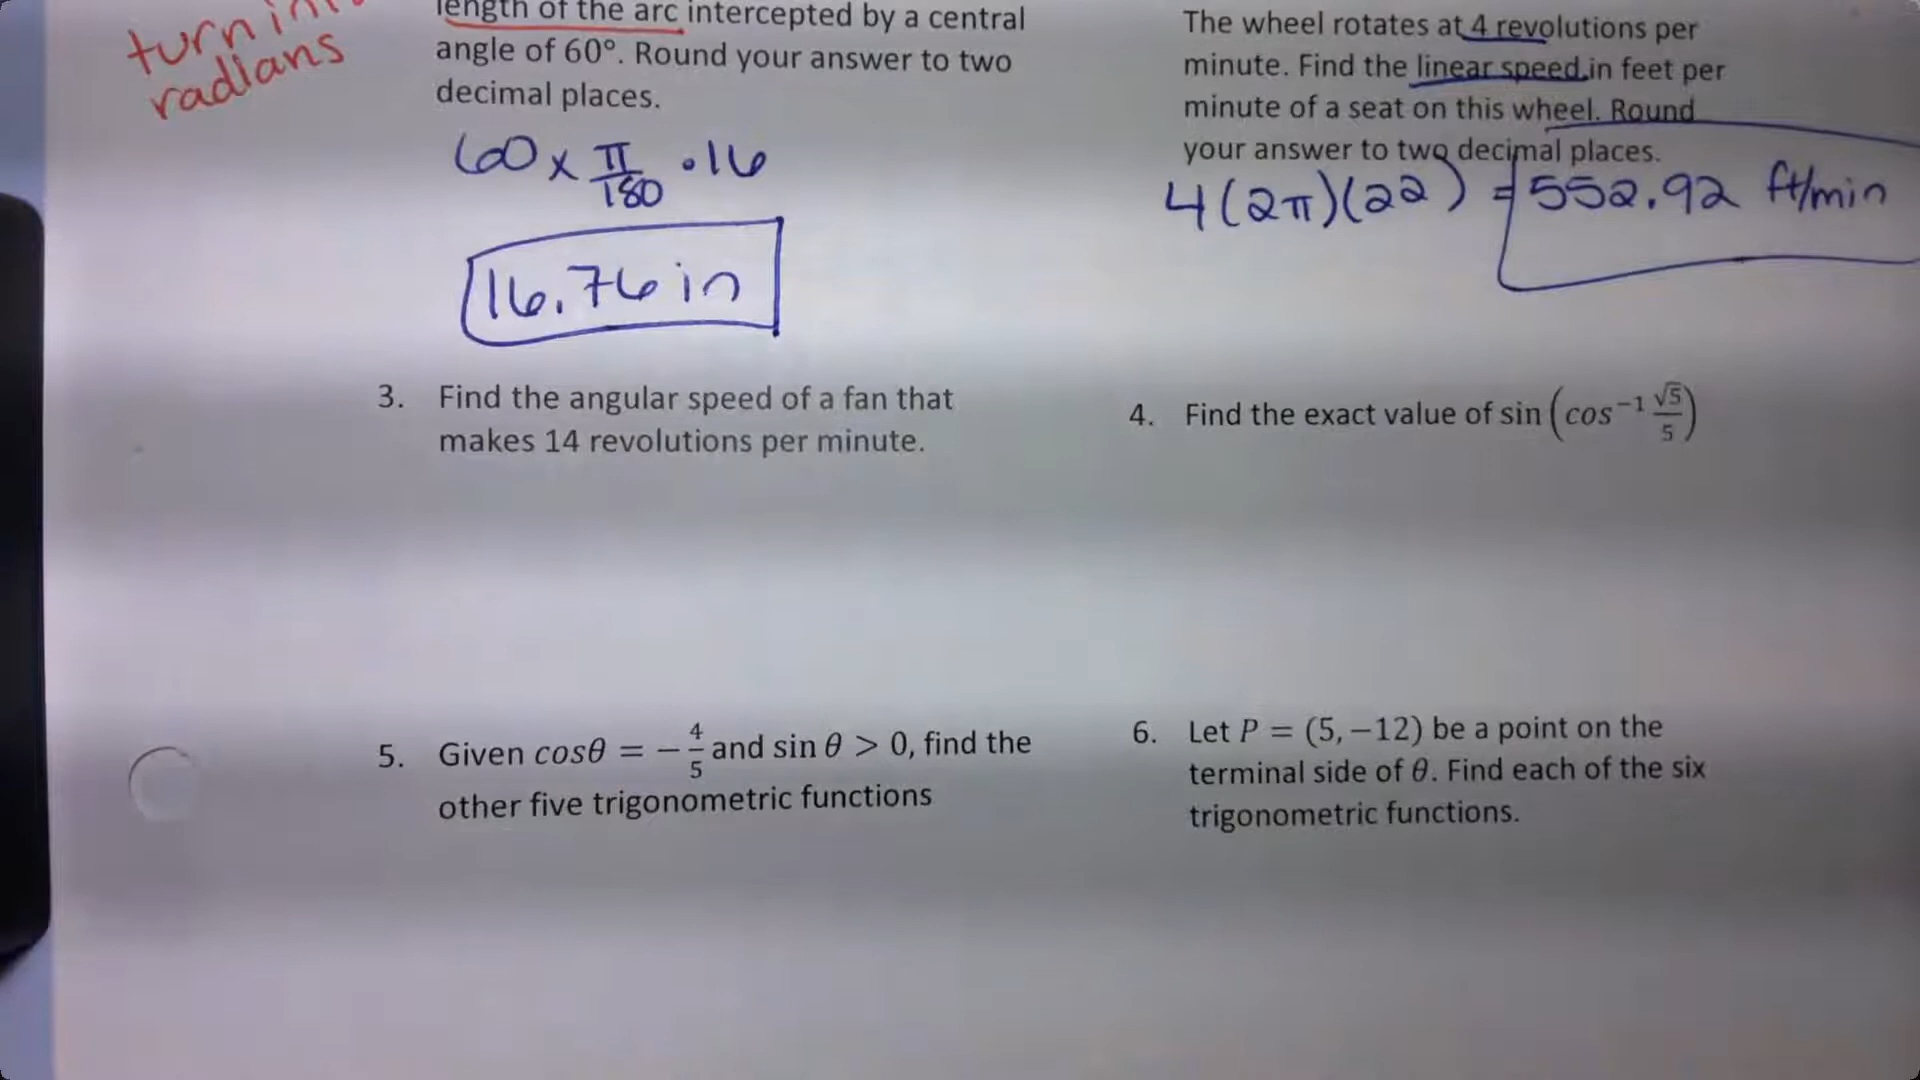 turn in
radians
length of the arc intercepted by a central
angle of 60°. Round your answer to two
decimal places.
60 x π/180 • 16
16.76 in
The wheel rotates at 4 revolutions per
minute. Find the linear speed in feet per
minute of a seat on this wheel. Round
your answer to two decimal places.
4(2π)(22) = 552.92 ft/min
3. Find the angular speed of a fan that
makes 14 revolutions per minute.
4. Find the exact value of sin(cos⁻¹ √5/5)
5. Given cosθ = −4/5 and sin θ > 0, find the
other five trigonometric functions
6. Let P = (5, −12) be a point on the
terminal side of θ. Find each of the six
trigonometric functions.